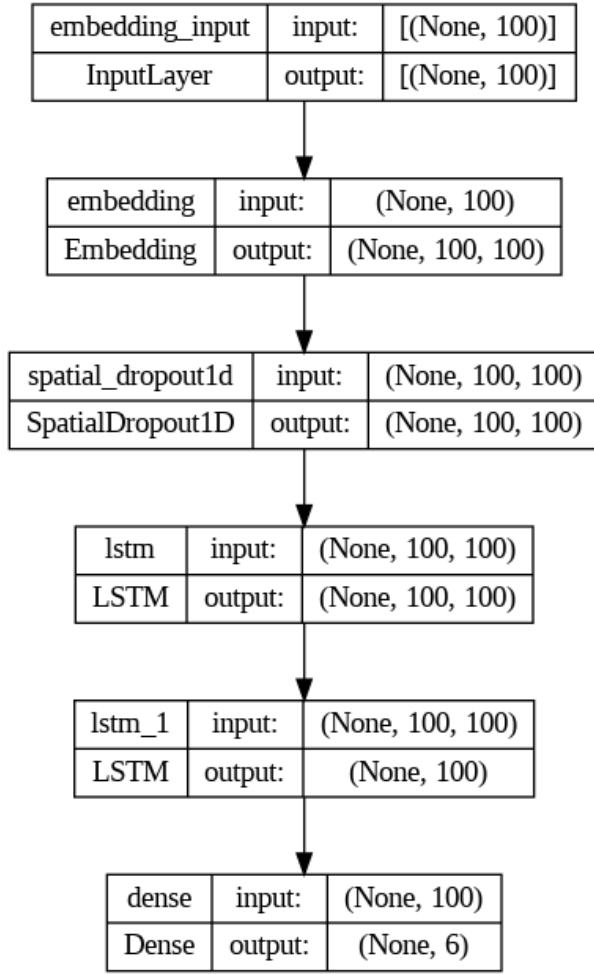 embedding_input input: [(None, 100)]
InputLayer output: [(None, 100)]
embedding input: (None, 100)
Embedding output: (None, 100, 100)
spatial_dropout1d input: (None, 100, 100)
SpatialDropout1D output: (None, 100, 100)
lstm input: (None, 100, 100)
LSTM output: (None, 100, 100)
lstm_1 input: (None, 100, 100)
LSTM output: (None, 100)
dense input: (None, 100)
Dense output: (None, 6)